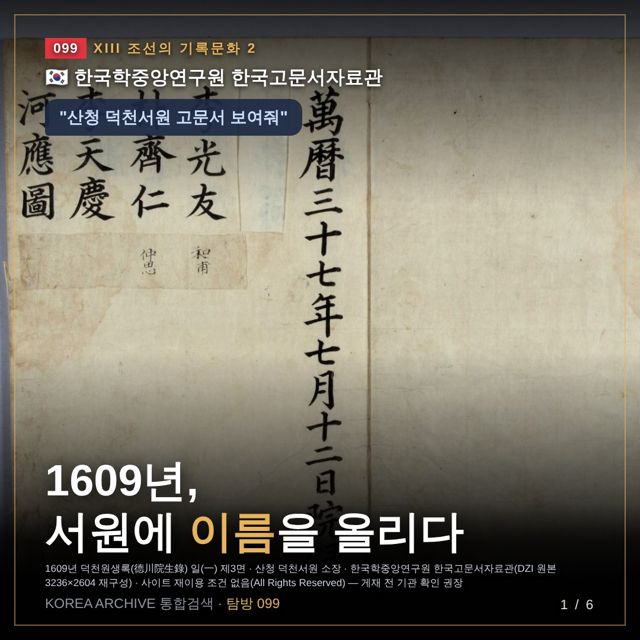 099 XIII 조선의 기록문화 2
🇰🇷 한국학중앙연구원 한국고문서자료관
"산청 덕천서원 고문서 보여줘"
萬曆三十七年七月十二日院
李光友
和甫
林齊仁
仲思
李天慶
河應圖
1609년,
서원에 이름을 올리다
1609년 덕천원생록(德川院生錄) 일(一) 제3면 · 산청 덕천서원 소장 · 한국학중앙연구원 한국고문서자료관(DZI 원본
3236×2604 재구성) · 사이트 재이용 조건 없음(All Rights Reserved) — 게재 전 기관 확인 권장
KOREA ARCHIVE 통합검색 · 탐방 099
1 / 6